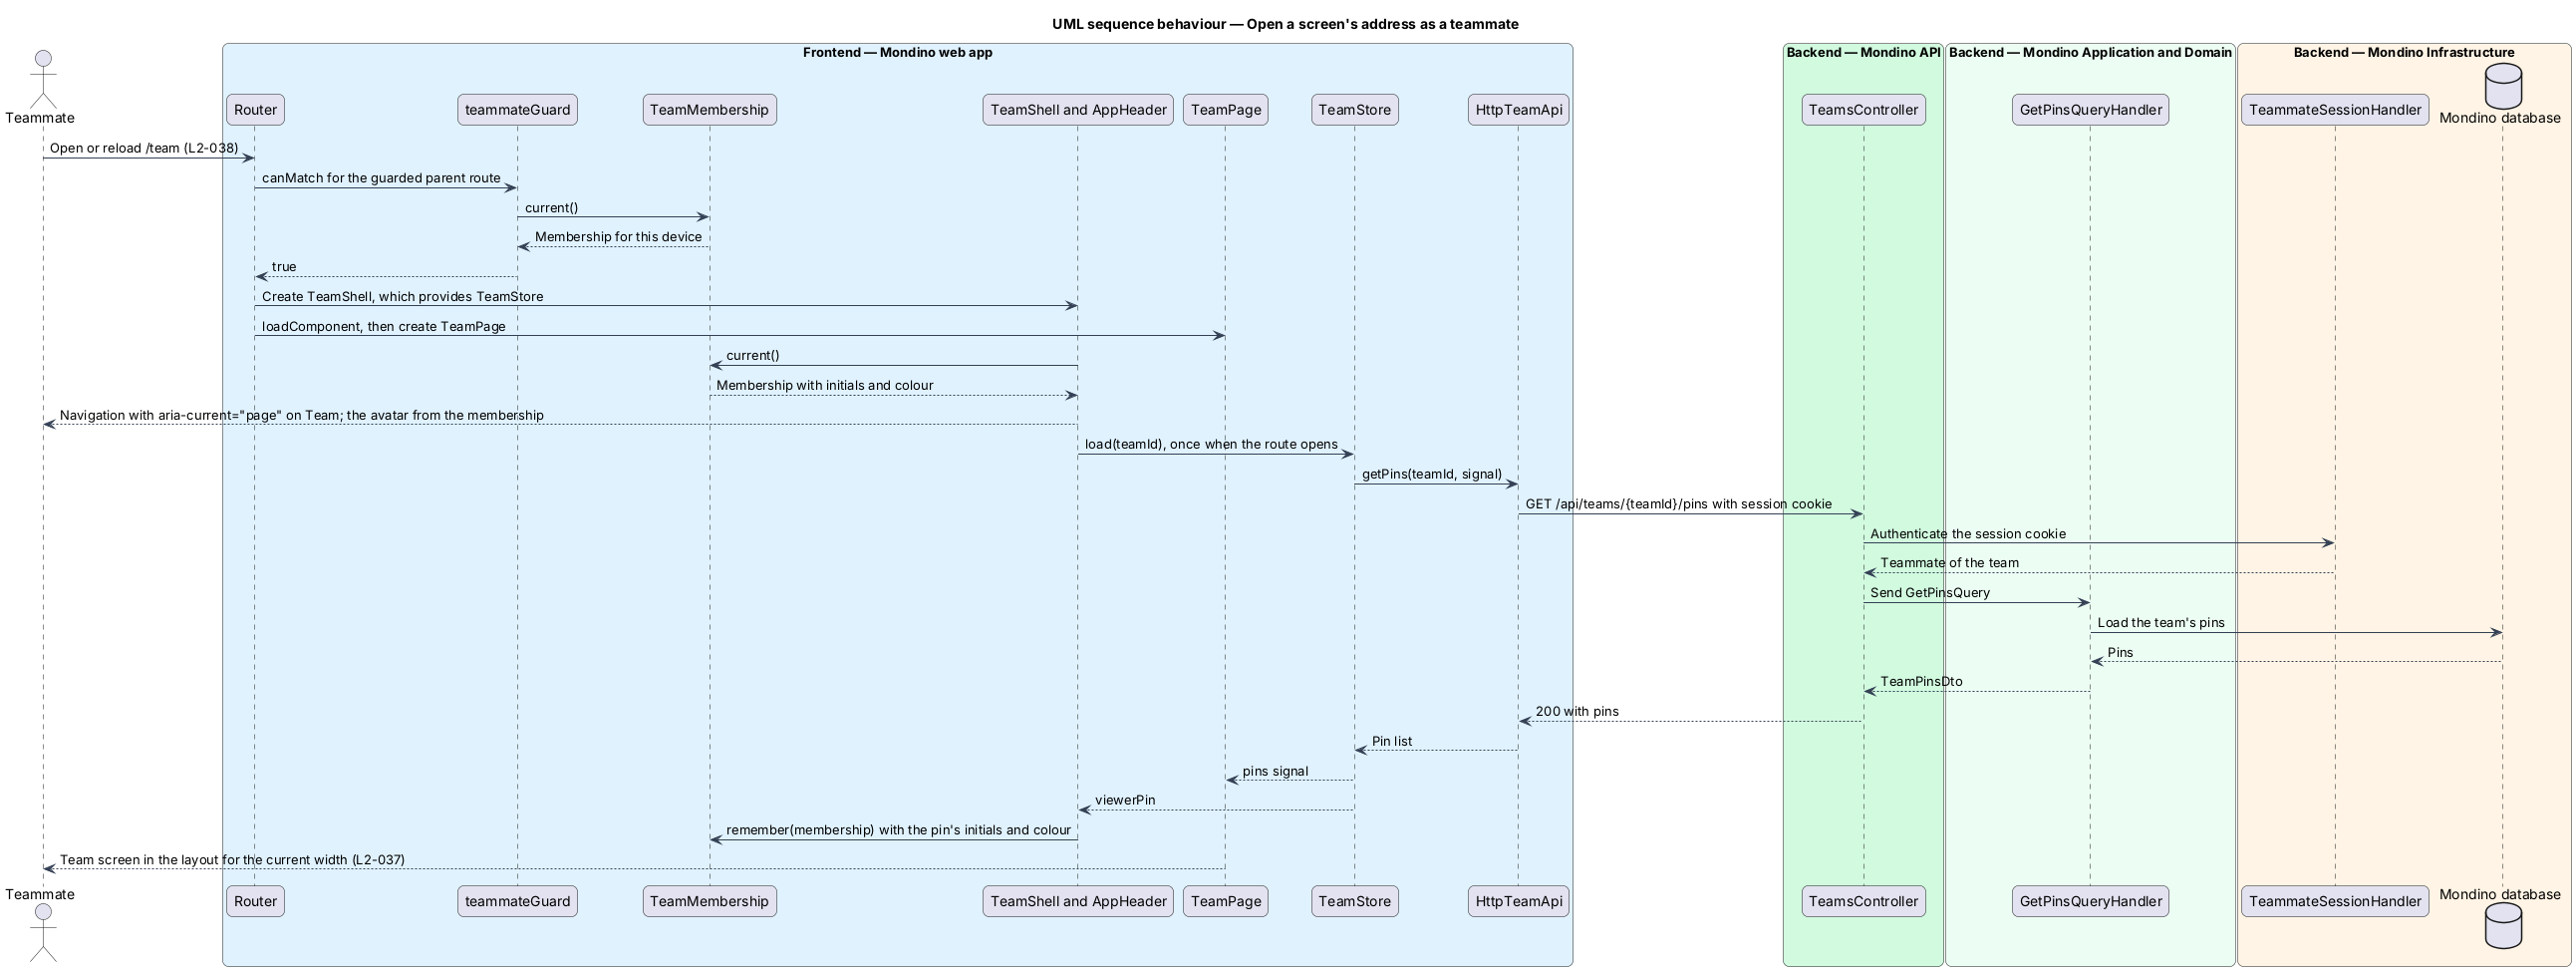 UML sequence behaviour — Open a screen's address as a teammate
Frontend — Mondino web app
Backend — Mondino API
Backend — Mondino Application and Domain
Backend — Mondino Infrastructure
Teammate
Router
teammateGuard
TeamMembership
TeamShell and AppHeader
TeamPage
TeamStore
HttpTeamApi
TeamsController
GetPinsQueryHandler
TeammateSessionHandler
Mondino database
Open or reload /team (L2-038)
canMatch for the guarded parent route
current()
Membership for this device
true
Create TeamShell, which provides TeamStore
loadComponent, then create TeamPage
current()
Membership with initials and colour
Navigation with aria-current="page" on Team; the avatar from the membership
load(teamId), once when the route opens
getPins(teamId, signal)
GET /api/teams/{teamId}/pins with session cookie
Authenticate the session cookie
Teammate of the team
Send GetPinsQuery
Load the team's pins
Pins
TeamPinsDto
200 with pins
Pin list
pins signal
viewerPin
remember(membership) with the pin's initials and colour
Team screen in the layout for the current width (L2-037)
Teammate
Router
teammateGuard
TeamMembership
TeamShell and AppHeader
TeamPage
TeamStore
HttpTeamApi
TeamsController
GetPinsQueryHandler
TeammateSessionHandler
Mondino database